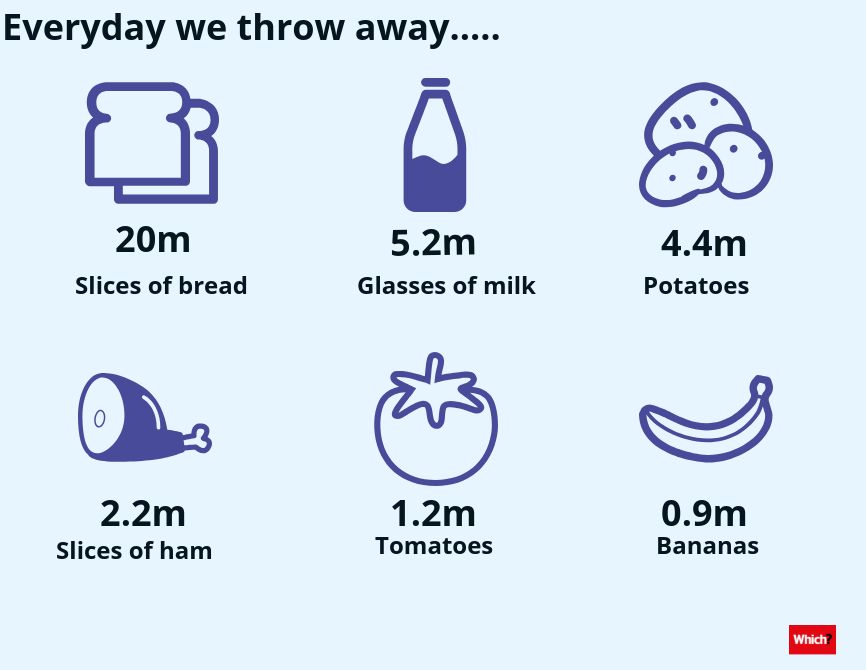 Everyday we throw away.....
20m
Slices of bread
5.2m
Glasses of milk
4.4m
Potatoes
2.2m
Slices of ham
1.2m
Tomatoes
0.9m
Bananas
Which?